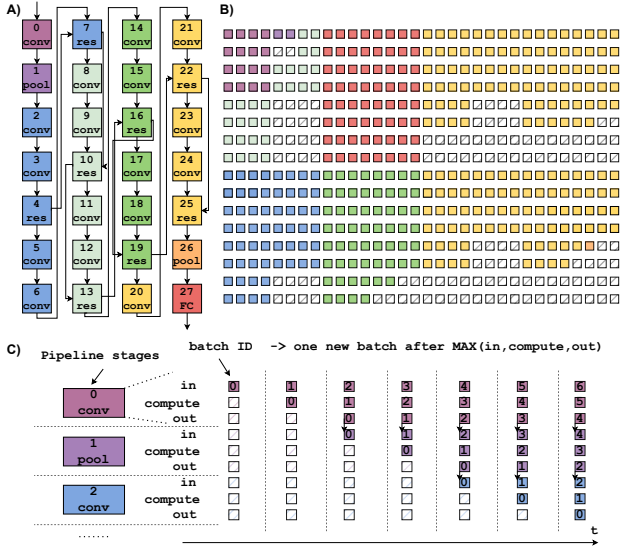 A)
B)
0
conv
1
pool
2
conv
3
conv
4
res
5
conv
6
conv
7
res
8
conv
9
conv
10
res
11
conv
12
conv
13
res
14
conv
15
conv
16
res
17
conv
18
conv
19
res
20
conv
21
conv
22
res
23
conv
24
conv
25
res
26
pool
27
FC
C)
batch ID -> one new batch after MAX(in,compute,out)
Pipeline stages
0
conv
in 0 1 2 3 4 5 6
compute 0 1 2 3 4 5
out 0 1 2 3 4
1
pool
in 0 1 2 3 4
compute 0 1 2 3
out 0 1 2
2
conv
in 0 1 2
compute 0 1
out 0
......
t